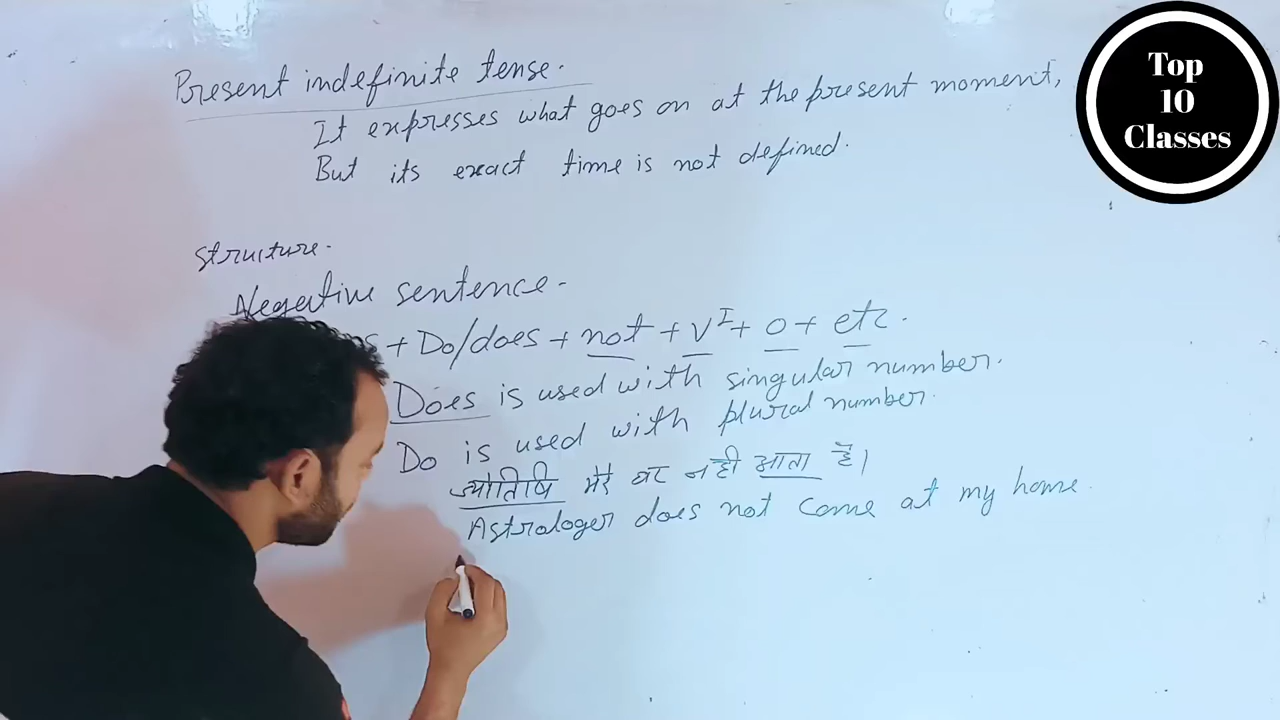 Present indefinite tense.
It expresses what goes on at the present moment,
But its exact time is not defined.
Structure.
Negative sentence.
+ Do/does + not + V^I + O + etc.
Does is used with singular number.
Do is used with plural number.
ज्योतिषि मेरे घर नही आता है।
Astrologer does not come at my home.
Top
10
Classes